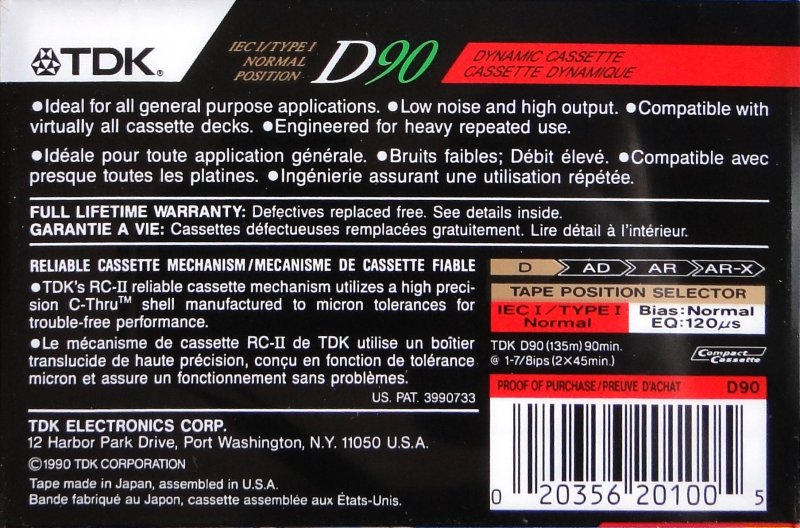 TDK®
IEC I/TYPE I
NORMAL
POSITION
D90
DYNAMIC CASSETTE
CASSETTE DYNAMIQUE
●Ideal for all general purpose applications. ●Low noise and high output. ●Compatible with
virtually all cassette decks. ●Engineered for heavy repeated use.
●Idéale pour toute application générale. ●Bruits faibles; Débit élevé. ●Compatible avec
presque toutes les platines. ●Ingénierie assurant une utilisation répétée.
FULL LIFETIME WARRANTY: Defectives replaced free. See details inside.
GARANTIE A VIE: Cassettes défectueuses remplacées gratuitement. Lire détail à l'intérieur.
RELIABLE CASSETTE MECHANISM/MECANISME DE CASSETTE FIABLE
●TDK's RC-II reliable cassette mechanism utilizes a high preci-
sion C-Thru™ shell manufactured to micron tolerances for
trouble-free performance.
●Le mécanisme de cassette RC-II de TDK utilise un boîtier
translucide de haute précision, conçu en fonction de tolérance
micron et assure un fonctionnement sans problèmes.
US. PAT. 3990733
TDK ELECTRONICS CORP.
12 Harbor Park Drive, Port Washington, N.Y. 11050 U.S.A.
©1990 TDK CORPORATION
Tape made in Japan, assembled in U.S.A.
Bande fabriqué au Japon, cassette assemblée aux États-Unis.
D AD AR AR-X
TAPE POSITION SELECTOR
IEC I/TYPE I
Normal
Bias:Normal
EQ:120µs
TDK D90 (135m) 90min.
@ 1-7/8ips (2×45min.)
Compact
Cassette
PROOF OF PURCHASE/PREUVE D'ACHAT D90
0 20356 20100 5